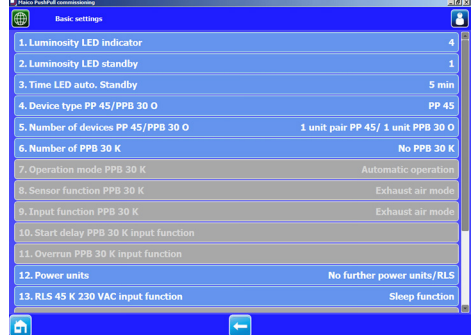 Maico PushPull commissioning
Basic settings
1. Luminosity LED indicator 4
2. Luminosity LED standby 1
3. Time LED auto. Standby 5 min
4. Device type PP 45/PPB 30 O PP 45
5. Number of devices PP 45/PPB 30 O 1 unit pair PP 45/ 1 unit PPB 30 O
6. Number of PPB 30 K No PPB 30 K
7. Operation mode PPB 30 K Automatic operation
8. Sensor function PPB 30 K Exhaust air mode
9. Input function PPB 30 K Exhaust air mode
10. Start delay PPB 30 K input function
11. Overrun PPB 30 K input function
12. Power units No further power units/RLS
13. RLS 45 K 230 VAC input function Sleep function